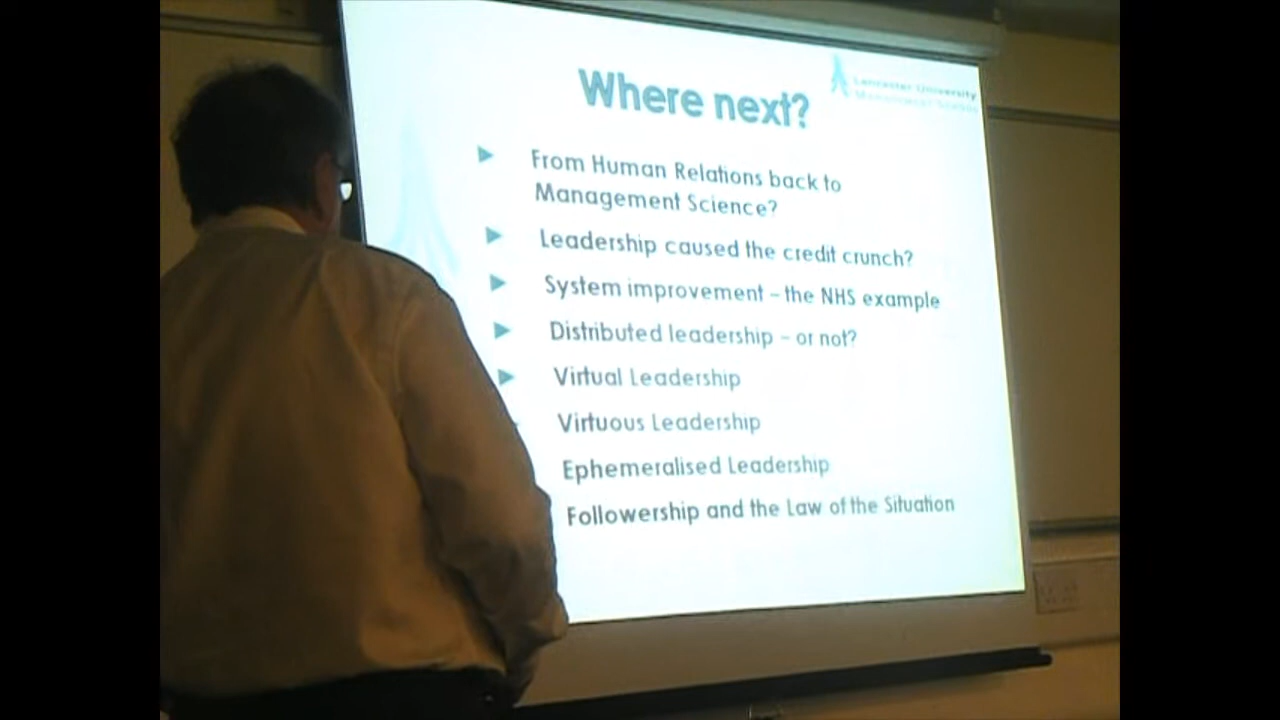 Where next?
Lancaster University
Management School
From Human Relations back to
Management Science?
Leadership caused the credit crunch?
System improvement – the NHS example
Distributed leadership – or not?
Virtual Leadership
Virtuous Leadership
Ephemeralised Leadership
Followership and the Law of the Situation